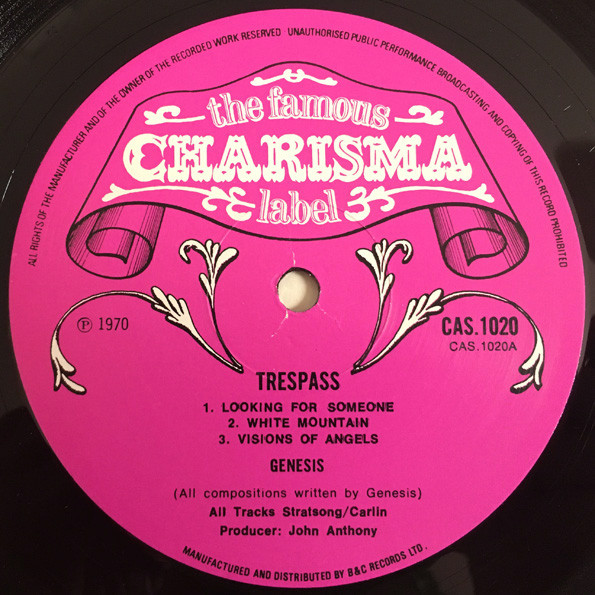 ALL RIGHTS OF THE MANUFACTURER AND OF THE OWNER OF THE RECORDED WORK RESERVED · UNAUTHORISED PUBLIC PERFORMANCE BROADCASTING AND COPYING OF THIS RECORD PROHIBITED
the famous
CHARISMA
label
℗ 1970
CAS.1020
CAS.1020A
TRESPASS
1. LOOKING FOR SOMEONE
2. WHITE MOUNTAIN
3. VISIONS OF ANGELS
GENESIS
(All compositions written by Genesis)
All Tracks Stratsong/Carlin
Producer: John Anthony
MANUFACTURED AND DISTRIBUTED BY B&C RECORDS LTD.